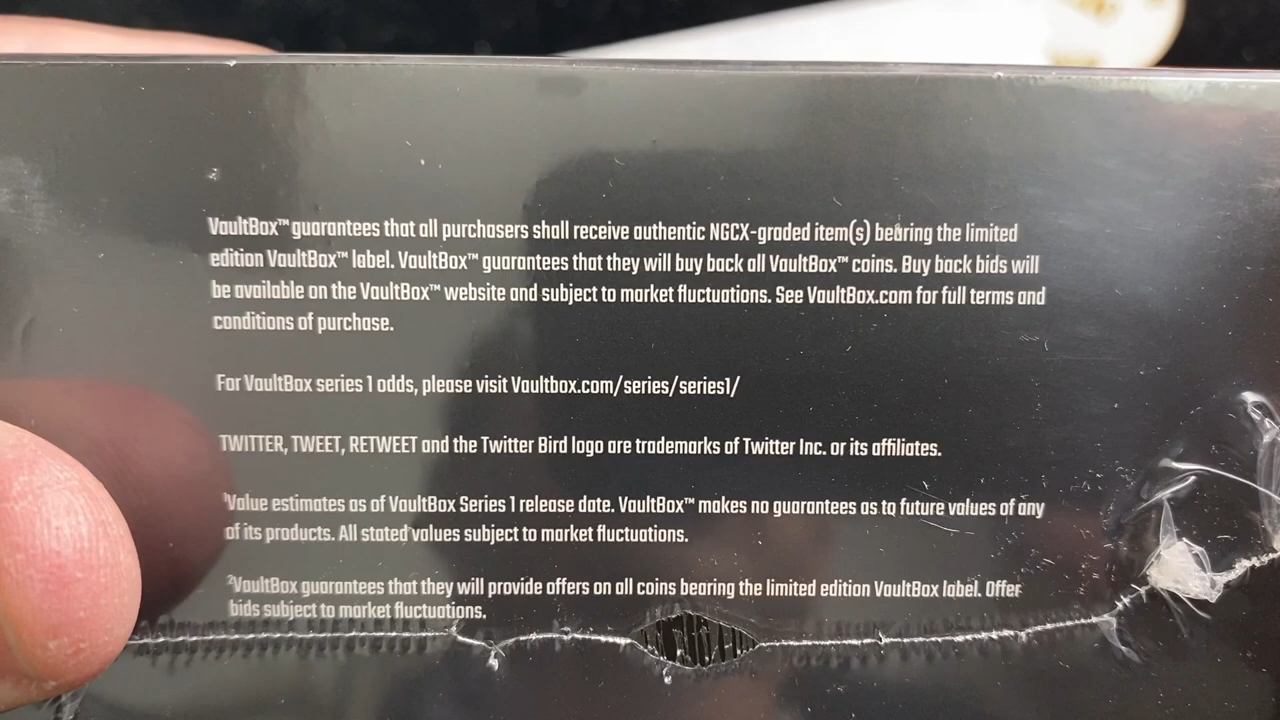 VaultBox™ guarantees that all purchasers shall receive authentic NGCX-graded item(s) bearing the limited
edition VaultBox™ label. VaultBox™ guarantees that they will buy back all VaultBox™ coins. Buy back bids will
be available on the VaultBox™ website and subject to market fluctuations. See VaultBox.com for full terms and
conditions of purchase.
For VaultBox series 1 odds, please visit Vaultbox.com/series/series1/
TWITTER, TWEET, RETWEET and the Twitter Bird logo are trademarks of Twitter Inc. or its affiliates.
¹Value estimates as of VaultBox Series 1 release date. VaultBox™ makes no guarantees as to future values of any
of its products. All stated values subject to market fluctuations.
²VaultBox guarantees that they will provide offers on all coins bearing the limited edition VaultBox label. Offer
bids subject to market fluctuations.